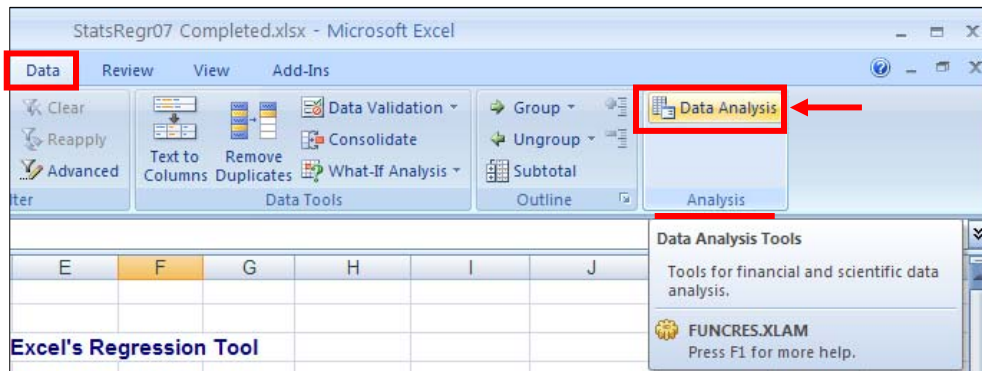 StatsRegr07 Completed.xlsx - Microsoft Excel
Data Review View Add-Ins
Clear
Reapply
Advanced
lter
Text to
Columns
Remove
Duplicates
Data Validation
Consolidate
What-If Analysis
Data Tools
Group
Ungroup
Subtotal
Outline
Data Analysis
Analysis
Data Analysis Tools
Tools for financial and scientific data
analysis.
FUNCRES.XLAM
Press F1 for more help.
E F G H I J
Excel's Regression Tool